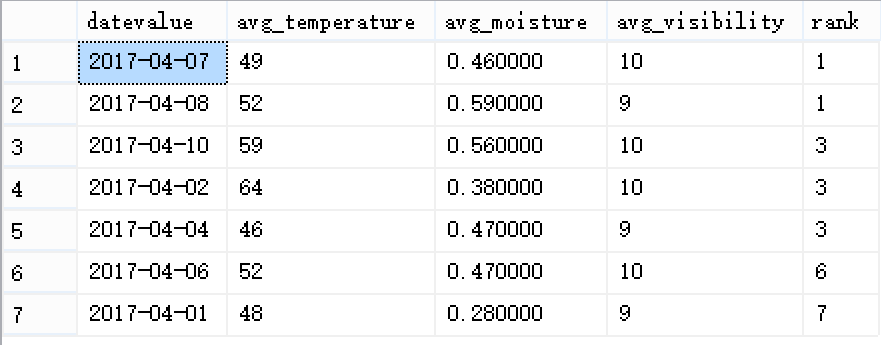 datevalue avg_temperature avg_moisture avg_visibility rank
1 2017-04-07 49 0.460000 10 1
2 2017-04-08 52 0.590000 9 1
3 2017-04-10 59 0.560000 10 3
4 2017-04-02 64 0.380000 10 3
5 2017-04-04 46 0.470000 9 3
6 2017-04-06 52 0.470000 10 6
7 2017-04-01 48 0.280000 9 7